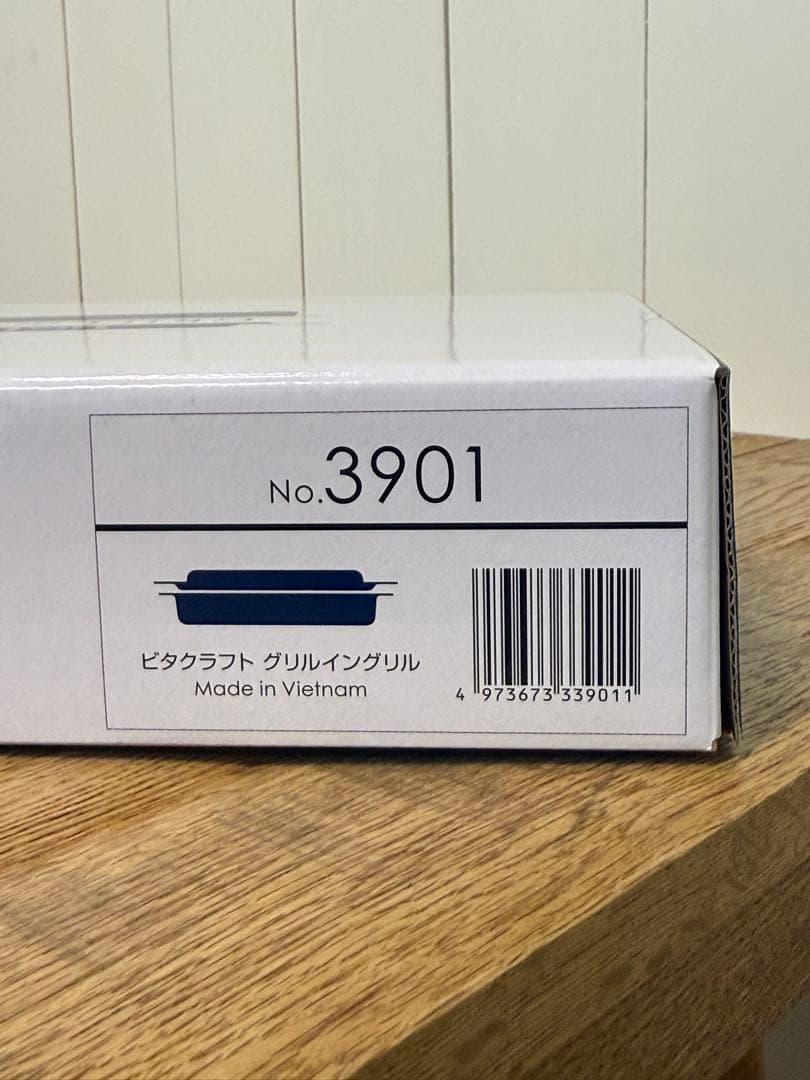 No.3901
ビタクラフト グリルイングリル
Made in Vietnam
4 973673 339011